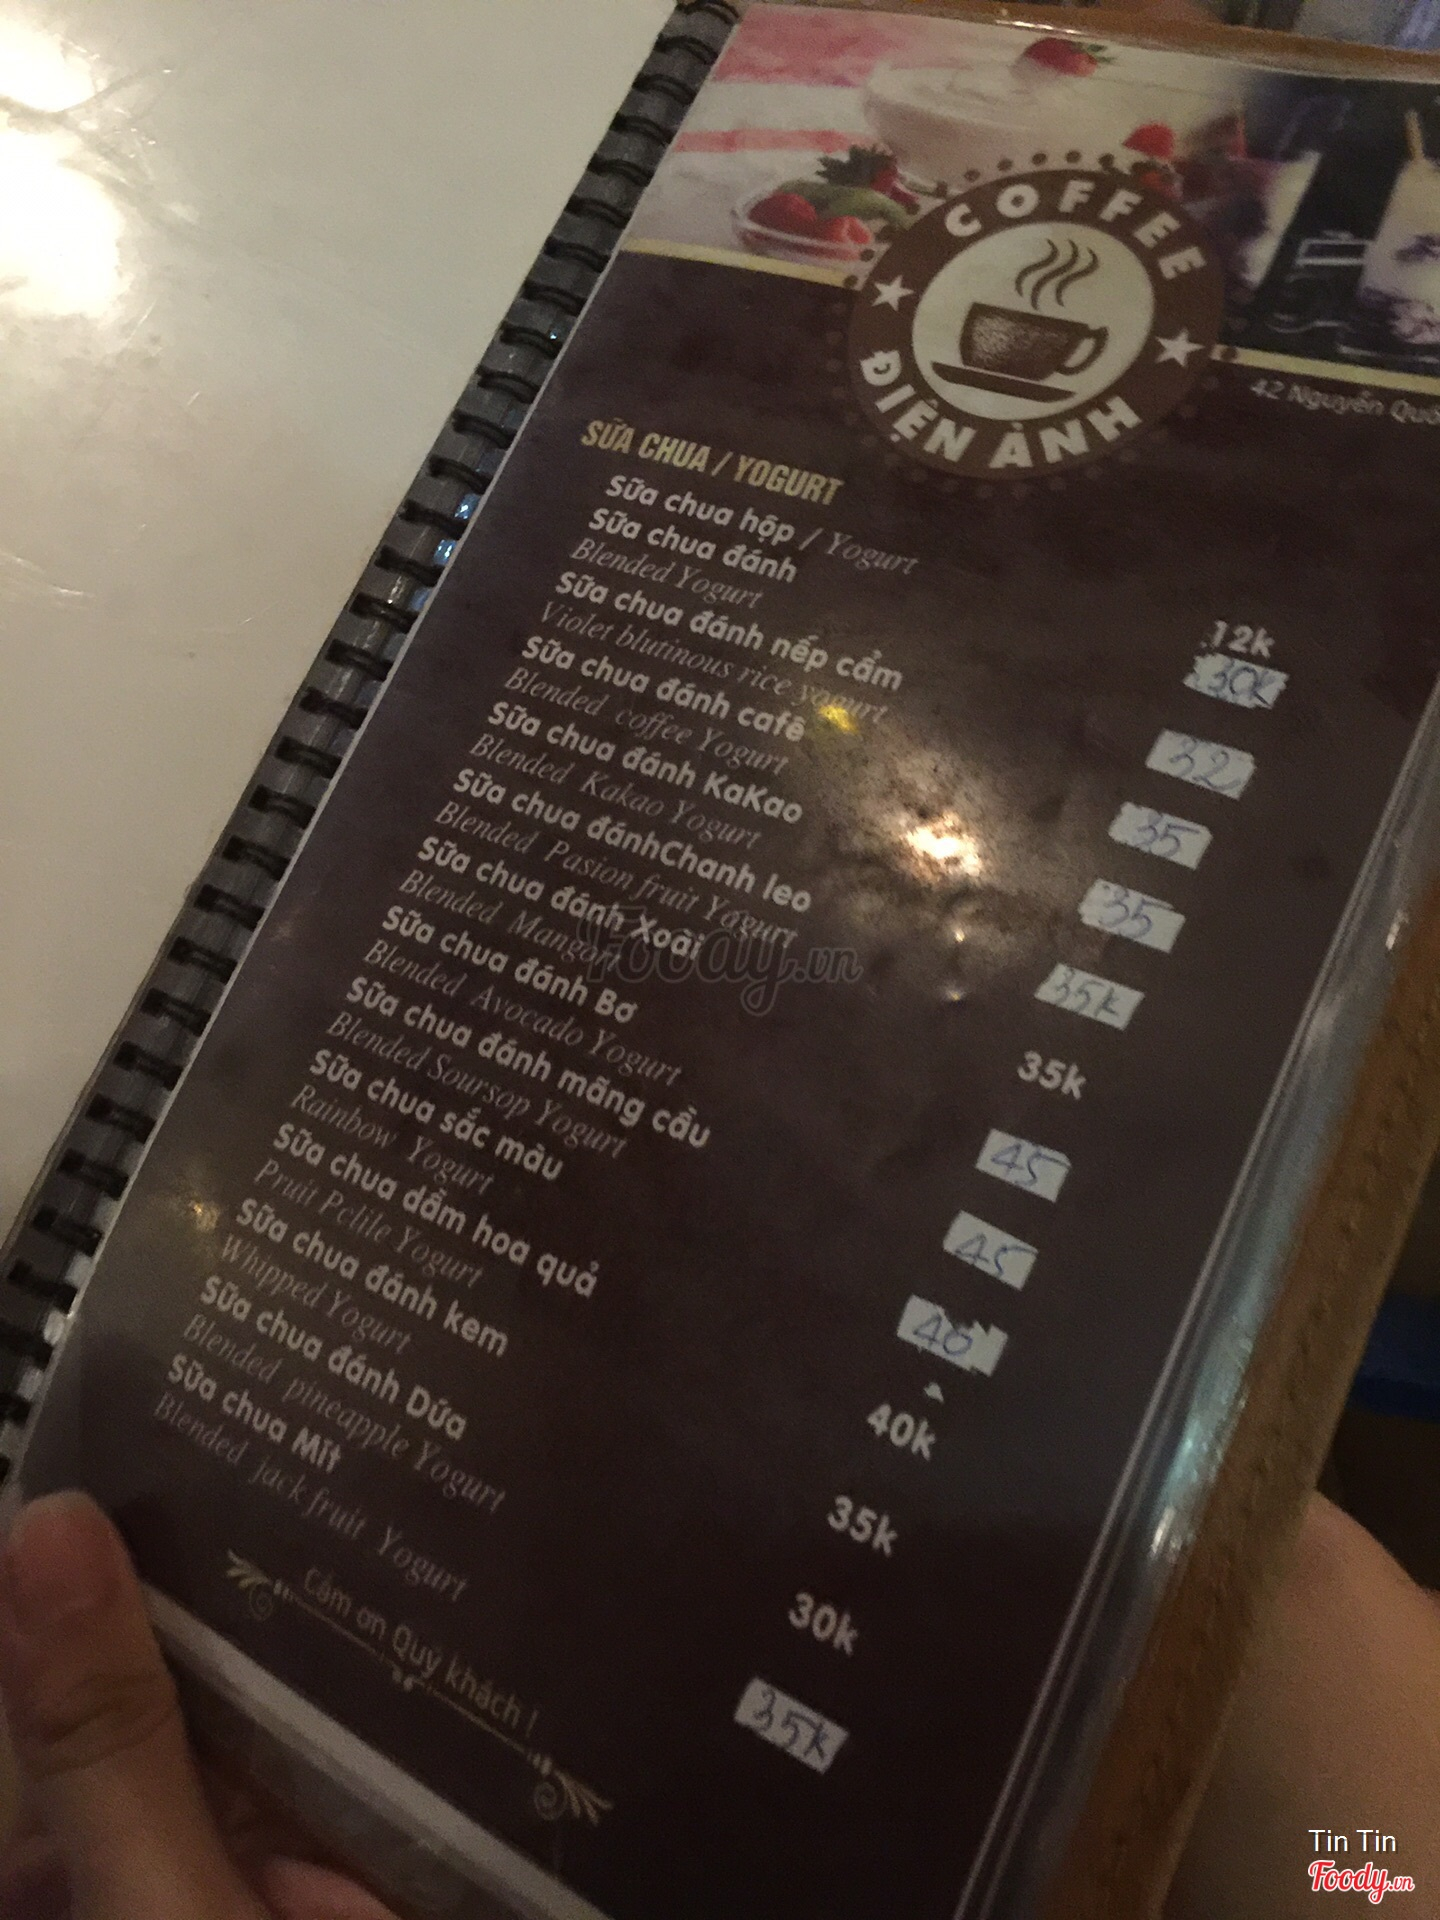 COFFEE
ĐIỆN ẢNH
42 Nguyễn
SỮA CHUA / YOGURT
Sữa chua hộp / Yogurt 12k
Sữa chua đánh 30k
Blended Yogurt
Sữa chua đánh nếp cẩm 32
Violet blutinous rice yogurt
Sữa chua đánh cafê 35
Blended coffee Yogurt
Sữa chua đánh KaKao 35
Blended Kakao Yogurt
Sữa chua đánhChanh leo 35k
Blended Pasion fruit Yogurt
Sữa chua đánh Xoài 35k
Blended
Sữa chua đánh Bơ 45
Blended Avocado Yogurt
Sữa chua đánh mãng cầu 45
Blended Soursop Yogurt
Sữa chua sắc màu 40
Rainbow Yogurt
Sữa chua dầm hoa quả 40k
Pruit Pclile Yogurt
Sữa chua đánh kem 35k
Whipped Yogurt
Sữa chua đánh Dứa 30k
Blended pineapple Yogurt
Sữa chua Mít 35k
Blended jackfruit Yogurt
Cảm ơn Quý khách !
Foody.vn
Tin Tin
Foody.vn